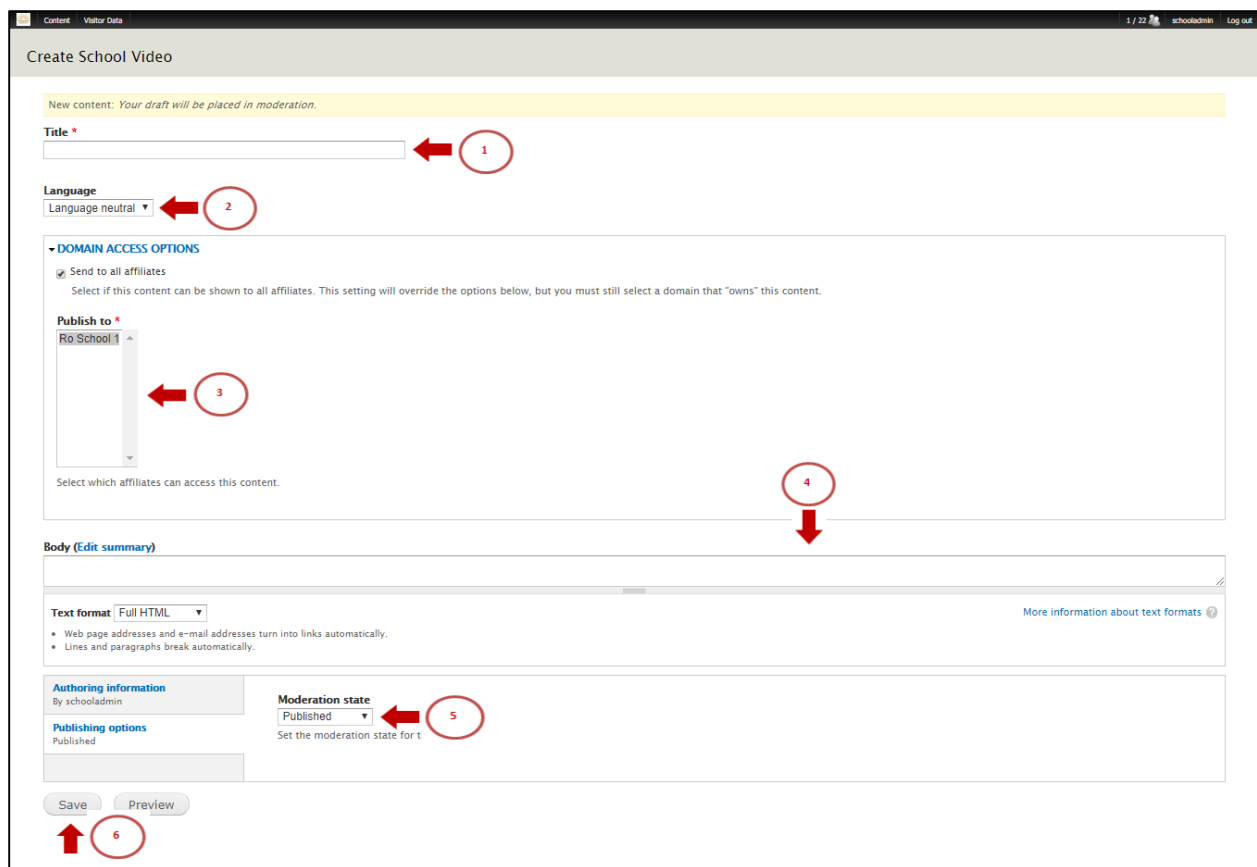 Content Visitor Data 1 / 22 schooladmin Log out
Create School Video
New content: Your draft will be placed in moderation.
Title *
1
Language
Language neutral
2
DOMAIN ACCESS OPTIONS
Send to all affiliates
Select if this content can be shown to all affiliates. This setting will override the options below, but you must still select a domain that "owns" this content.
Publish to *
Ro School 1
3
Select which affiliates can access this content.
4
Body (Edit summary)
Text format Full HTML More information about text formats ?
• Web page addresses and e-mail addresses turn into links automatically.
• Lines and paragraphs break automatically.
Authoring information
By schooladmin
Publishing options
Published
Moderation state
Published
5
Set the moderation state for t
Save Preview
6